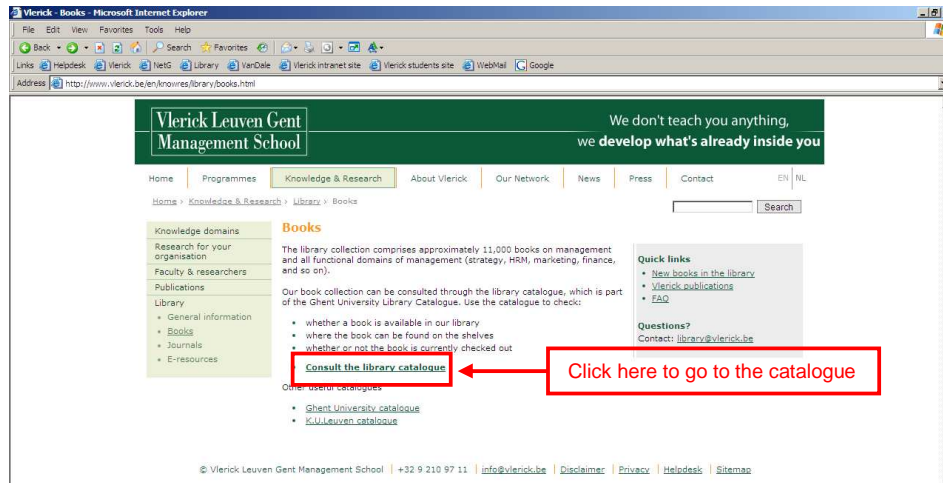 Vlerick - Books - Microsoft Internet Explorer
File Edit View Favorites Tools Help
Back Search Favorites
Links Helpdesk Vlerick NetG Library VanDale Vlerick intranet site Vlerick students site WebMail Google
Address http://www.vlerick.be/en/knowres/library/books.html
Vlerick Leuven Gent
Management School
We don't teach you anything,
we develop what's already inside you
Home Programmes Knowledge & Research About Vlerick Our Network News Press Contact EN NL
Home > Knowledge & Research > Library > Books
Search
Knowledge domains
Research for your
organisation
Faculty & researchers
Publications
Library
General information
Books
Journals
E-resources
Books
The library collection comprises approximately 11,000 books on management
and all functional domains of management (strategy, HRM, marketing, finance,
and so on).
Our book collection can be consulted through the library catalogue, which is part
of the Ghent University Library Catalogue. Use the catalogue to check:
• whether a book is available in our library
• where the book can be found on the shelves
• whether or not the book is currently checked out
Consult the library catalogue
Other useful catalogues
• Ghent University catalogue
• K.U.Leuven catalogue
Quick links
• New books in the library
• Vlerick publications
• FAQ
Questions?
Contact: library@vlerick.be
Click here to go to the catalogue
© Vlerick Leuven Gent Management School | +32 9 210 97 11 | info@vlerick.be | Disclaimer | Privacy | Helpdesk | Sitemap